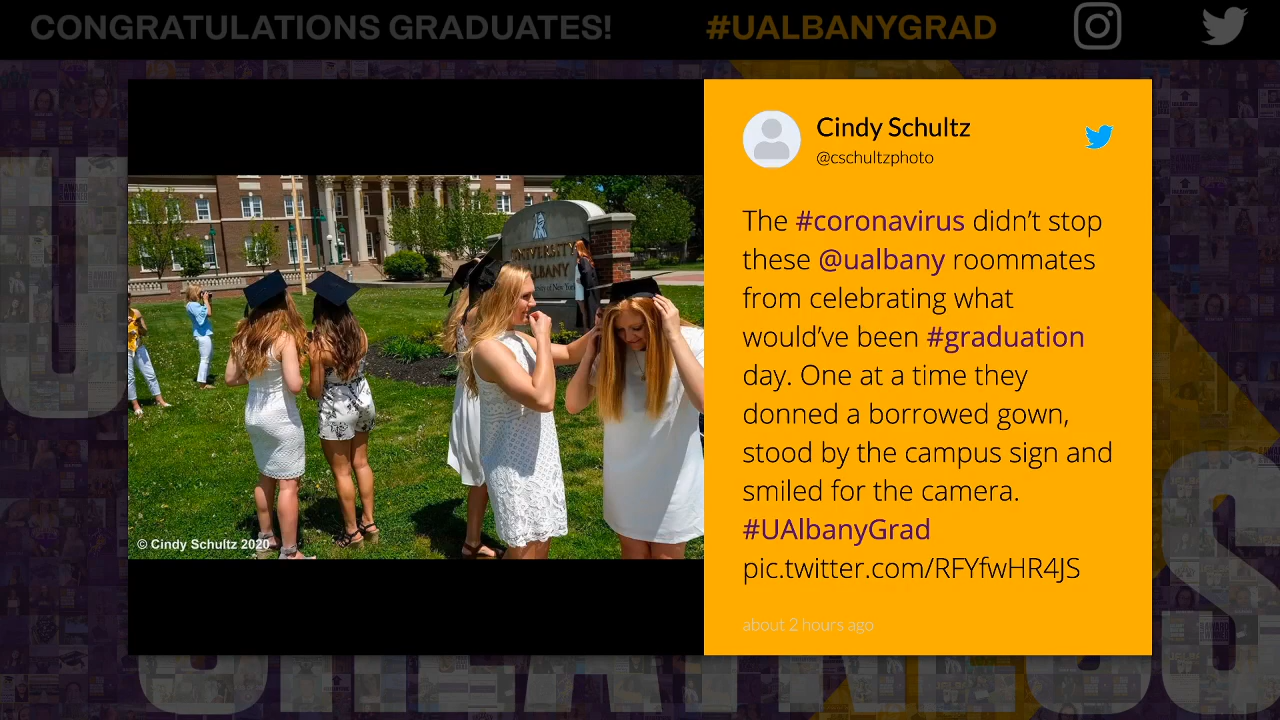 CONGRATULATIONS GRADUATES!
#UALBANYGRAD
UNIVERSITY
ALBANY
© Cindy Schultz 2020
Cindy Schultz
@cschultzphoto
The #coronavirus didn’t stop
these @ualbany roommates
from celebrating what
would’ve been #graduation
day. One at a time they
donned a borrowed gown,
stood by the campus sign and
smiled for the camera.
#UAlbanyGrad
pic.twitter.com/RFYfwHR4JS
about 2 hours ago